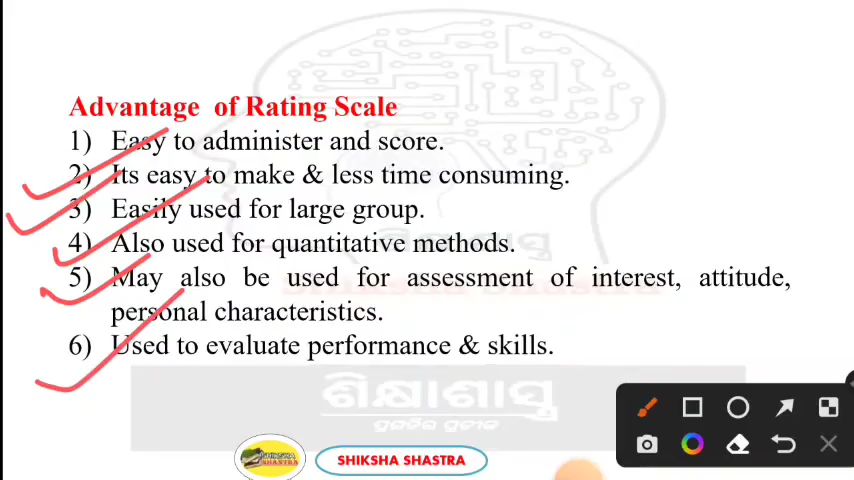 Advantage of Rating Scale
1) Easy to administer and score.
2) Its easy to make & less time consuming.
3) Easily used for large group.
4) Also used for quantitative methods.
5) May also be used for assessment of interest, attitude,
personal characteristics.
6) Used to evaluate performance & skills.
ଶିକ୍ଷାଶାସ୍ତ୍ର
SHIKSHA
SHASTRA
SHIKSHA SHASTRA